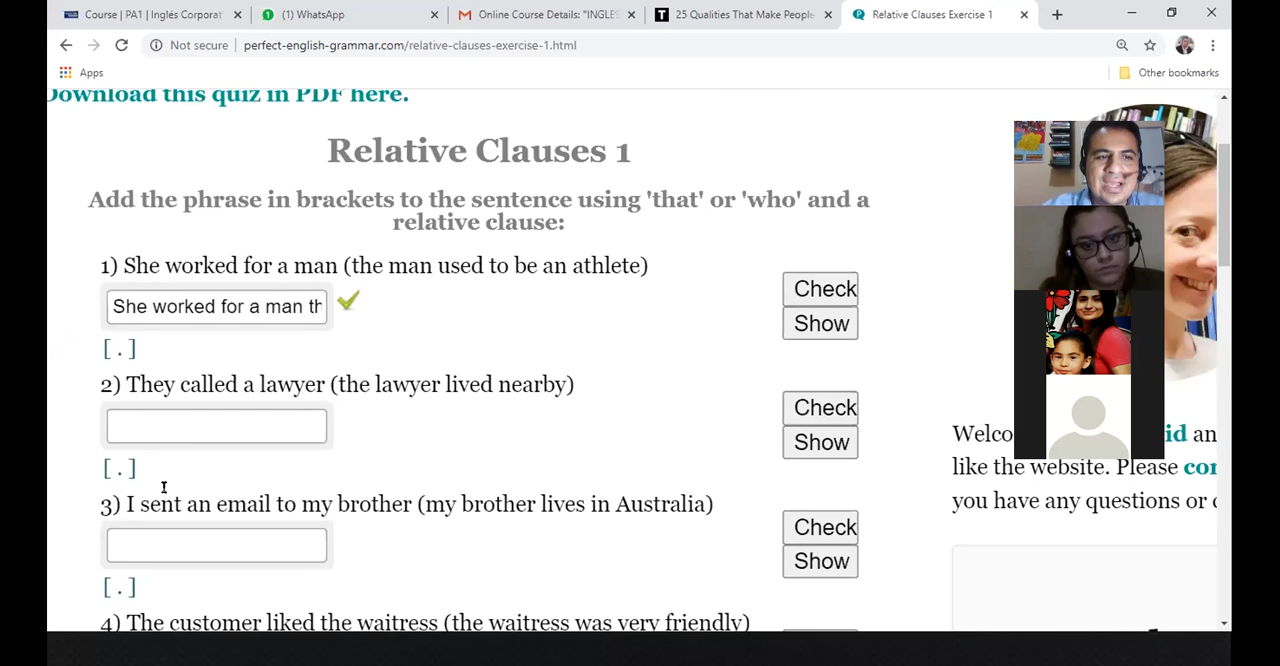 Course | PA1 | Inglés Corporat
(1) WhatsApp
Online Course Details: "INGLES
25 Qualities That Make People
Relative Clauses Exercise 1
Not secure | perfect-english-grammar.com/relative-clauses-exercise-1.html
Apps
Other bookmarks
Download this quiz in PDF here.
Relative Clauses 1
Add the phrase in brackets to the sentence using 'that' or 'who' and a
relative clause:
1) She worked for a man (the man used to be an athlete)
She worked for a man th
Check
Show
[ . ]
2) They called a lawyer (the lawyer lived nearby)
Check
Show
[ . ]
3) I sent an email to my brother (my brother lives in Australia)
Check
Show
[ . ]
4) The customer liked the waitress (the waitress was very friendly)
Welco
id an
like the website. Please con
you have any questions or c